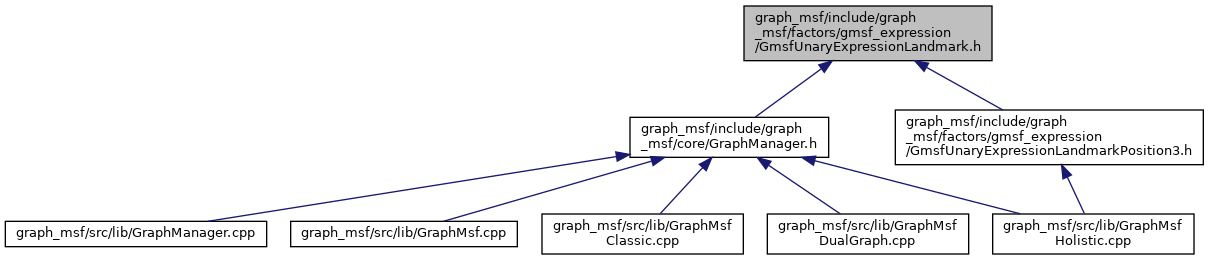 graph_msf/include/graph
_msf/factors/gmsf_expression
/GmsfUnaryExpressionLandmark.h
graph_msf/include/graph
_msf/core/GraphManager.h
graph_msf/include/graph
_msf/factors/gmsf_expression
/GmsfUnaryExpressionLandmarkPosition3.h
graph_msf/src/lib/GraphManager.cpp
graph_msf/src/lib/GraphMsf.cpp
graph_msf/src/lib/GraphMsf
Classic.cpp
graph_msf/src/lib/GraphMsf
DualGraph.cpp
graph_msf/src/lib/GraphMsf
Holistic.cpp